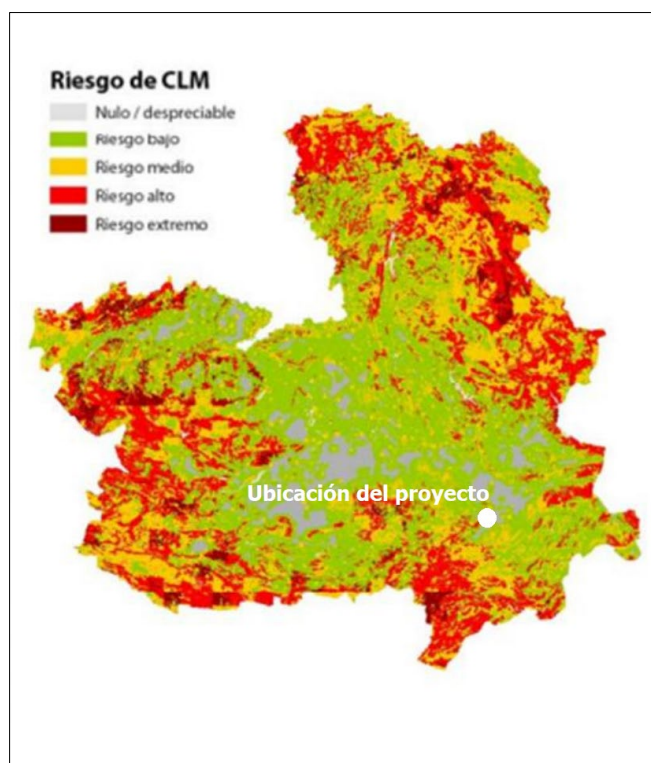 Riesgo de CLM
Nulo / despreciable
Riesgo bajo
Riesgo medio
Riesgo alto
Riesgo extremo
Ubicación del proyecto